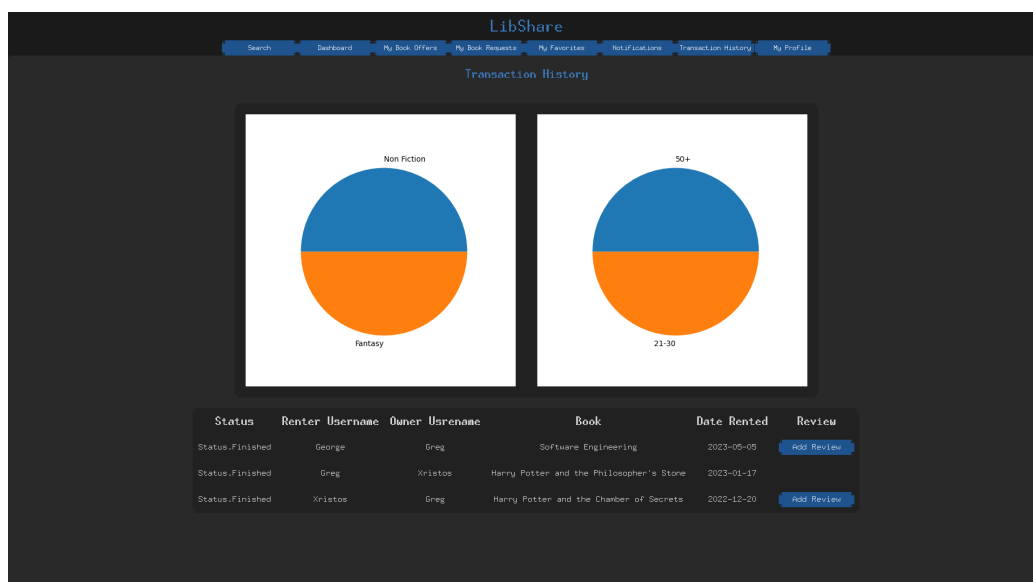 LibShare
Search Dashboard My Book Offers My Book Requests My Favorites Notifications Transaction History My Profile
Transaction History
Non Fiction 50+
Fantasy 21-30
Status Renter Username Owner Usrename Book Date Rented Review
Status.Finished George Greg Software Engineering 2023-05-05 Add Review
Status.Finished Greg Xristos Harry Potter and the Philosopher's Stone 2023-01-17
Status.Finished Xristos Greg Harry Potter and the Chamber of Secrets 2022-12-20 Add Review